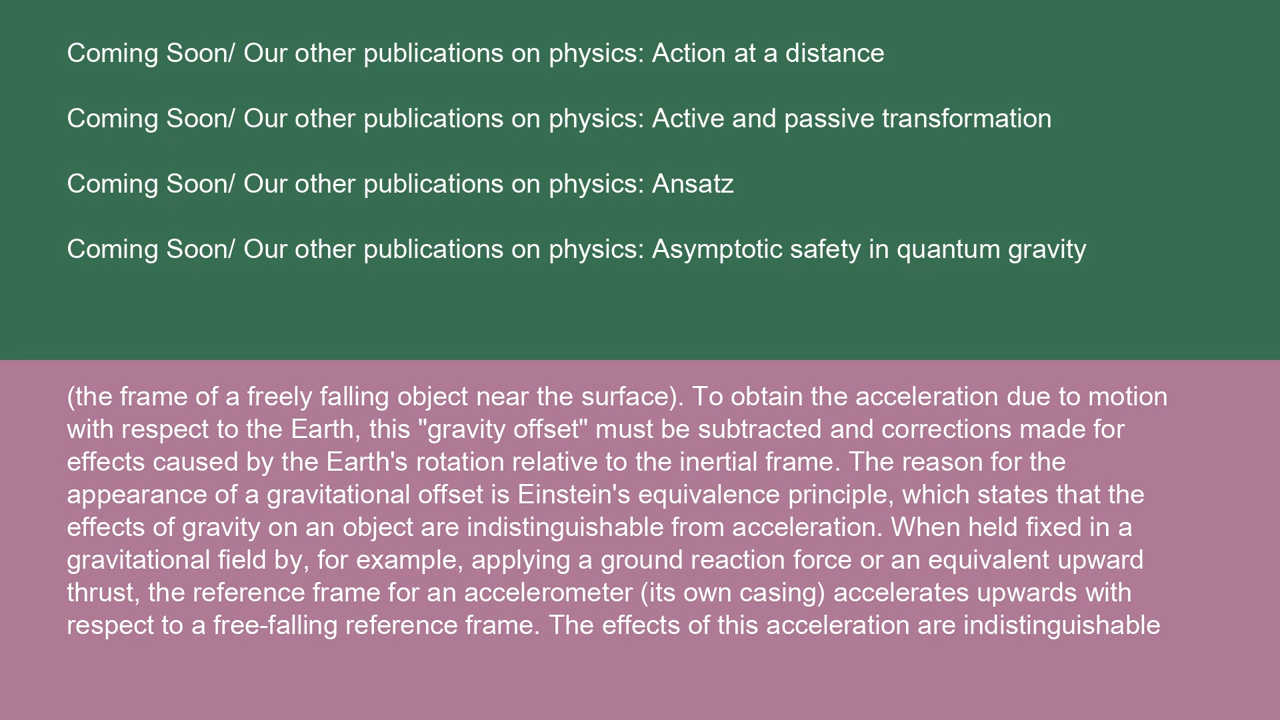 Coming Soon/ Our other publications on physics: Action at a distance
Coming Soon/ Our other publications on physics: Active and passive transformation
Coming Soon/ Our other publications on physics: Ansatz
Coming Soon/ Our other publications on physics: Asymptotic safety in quantum gravity
(the frame of a freely falling object near the surface). To obtain the acceleration due to motion
with respect to the Earth, this "gravity offset" must be subtracted and corrections made for
effects caused by the Earth's rotation relative to the inertial frame. The reason for the
appearance of a gravitational offset is Einstein's equivalence principle, which states that the
effects of gravity on an object are indistinguishable from acceleration. When held fixed in a
gravitational field by, for example, applying a ground reaction force or an equivalent upward
thrust, the reference frame for an accelerometer (its own casing) accelerates upwards with
respect to a free-falling reference frame. The effects of this acceleration are indistinguishable